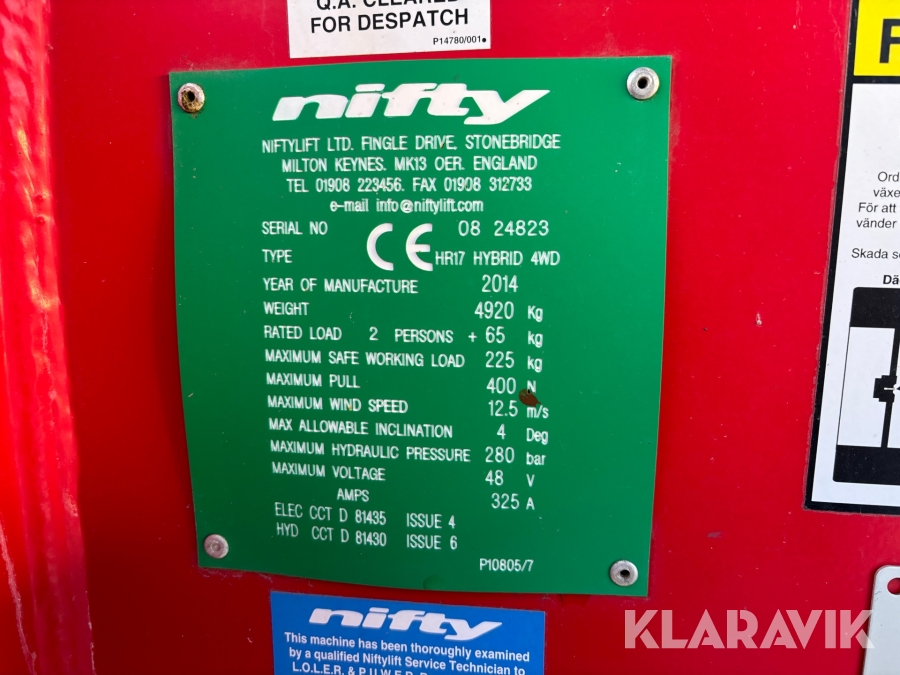 Q.A. CLEARED
FOR DESPATCH
P14780/001
nifty
NIFTYLIFT LTD. FINGLE DRIVE. STONEBRIDGE
MILTON KEYNES. MK13 OER. ENGLAND
TEL 01908 223456. FAX 01908 312733
e-mail info@niftylift.com
SERIAL NO 08 24823
TYPE CE HR17 HYBRID 4WD
YEAR OF MANUFACTURE 2014
WEIGHT 4920 Kg
RATED LOAD 2 PERSONS + 65 kg
MAXIMUM SAFE WORKING LOAD 225 kg
MAXIMUM PULL 400 N
MAXIMUM WIND SPEED 12.5 m/s
MAX ALLOWABLE INCLINATION 4 Deg
MAXIMUM HYDRAULIC PRESSURE 280 bar
MAXIMUM VOLTAGE 48 V
AMPS 325 A
ELEC CCT D 81435 ISSUE 4
HYD CCT D 81430 ISSUE 6
P10805/7
nifty
This machine has been thoroughly examined
by a qualified Niftylift Service Technician to
L.O.L.E.R. & P.U.W.E.R.
Ord
växe
För att
vänder
Skada s
Dä
KLARAVIK